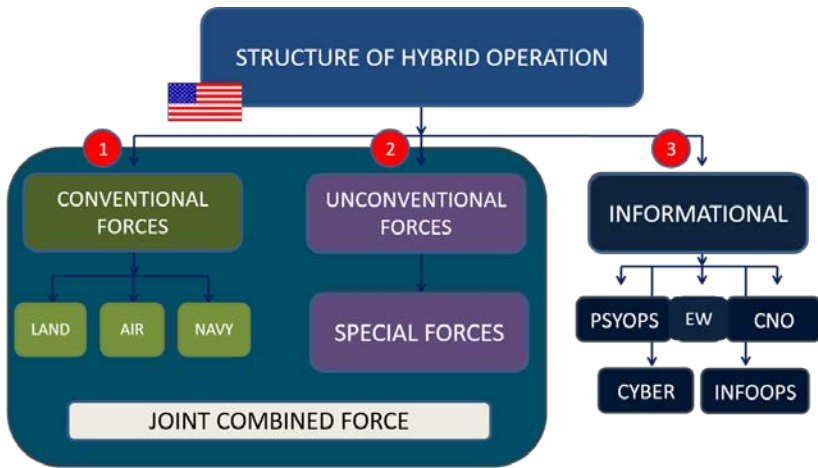 STRUCTURE OF HYBRID OPERATION
1
2
3
CONVENTIONAL
FORCES
UNCONVENTIONAL
FORCES
INFORMATIONAL
LAND
AIR
NAVY
SPECIAL FORCES
PSYOPS
EW
CNO
CYBER
INFOOPS
JOINT COMBINED FORCE